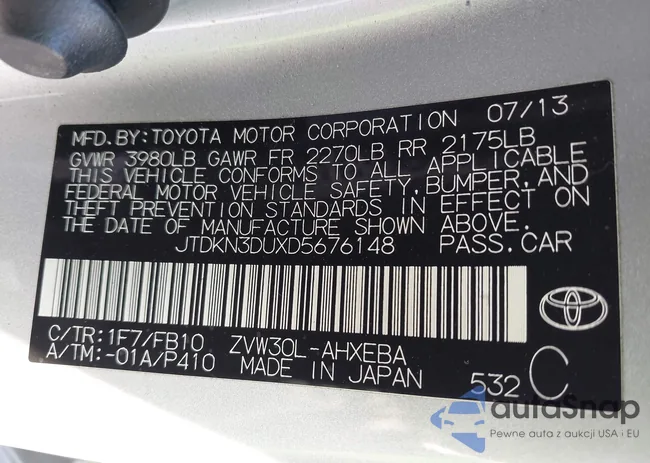 07/13
MFD.BY:TOYOTA MOTOR CORPORATION
GVWR 3980LB GAWR FR 2270LB RR 2175LB
THIS VEHICLE CONFORMS TO ALL APPLICABLE
FEDERAL MOTOR VEHICLE SAFETY,BUMPER,AND
THEFT PREVENTION STANDARDS IN EFFECT ON
THE DATE OF MANUFACTURE SHOWN ABOVE.
JTDKN3DUXD5676148 PASS.CAR
C/TR:1F7/FB10 ZVW30L-AHXEBA
A/TM:-01A/P410 MADE IN JAPAN 532 C
autaSnap
Pewne auta z aukcji USA i EU